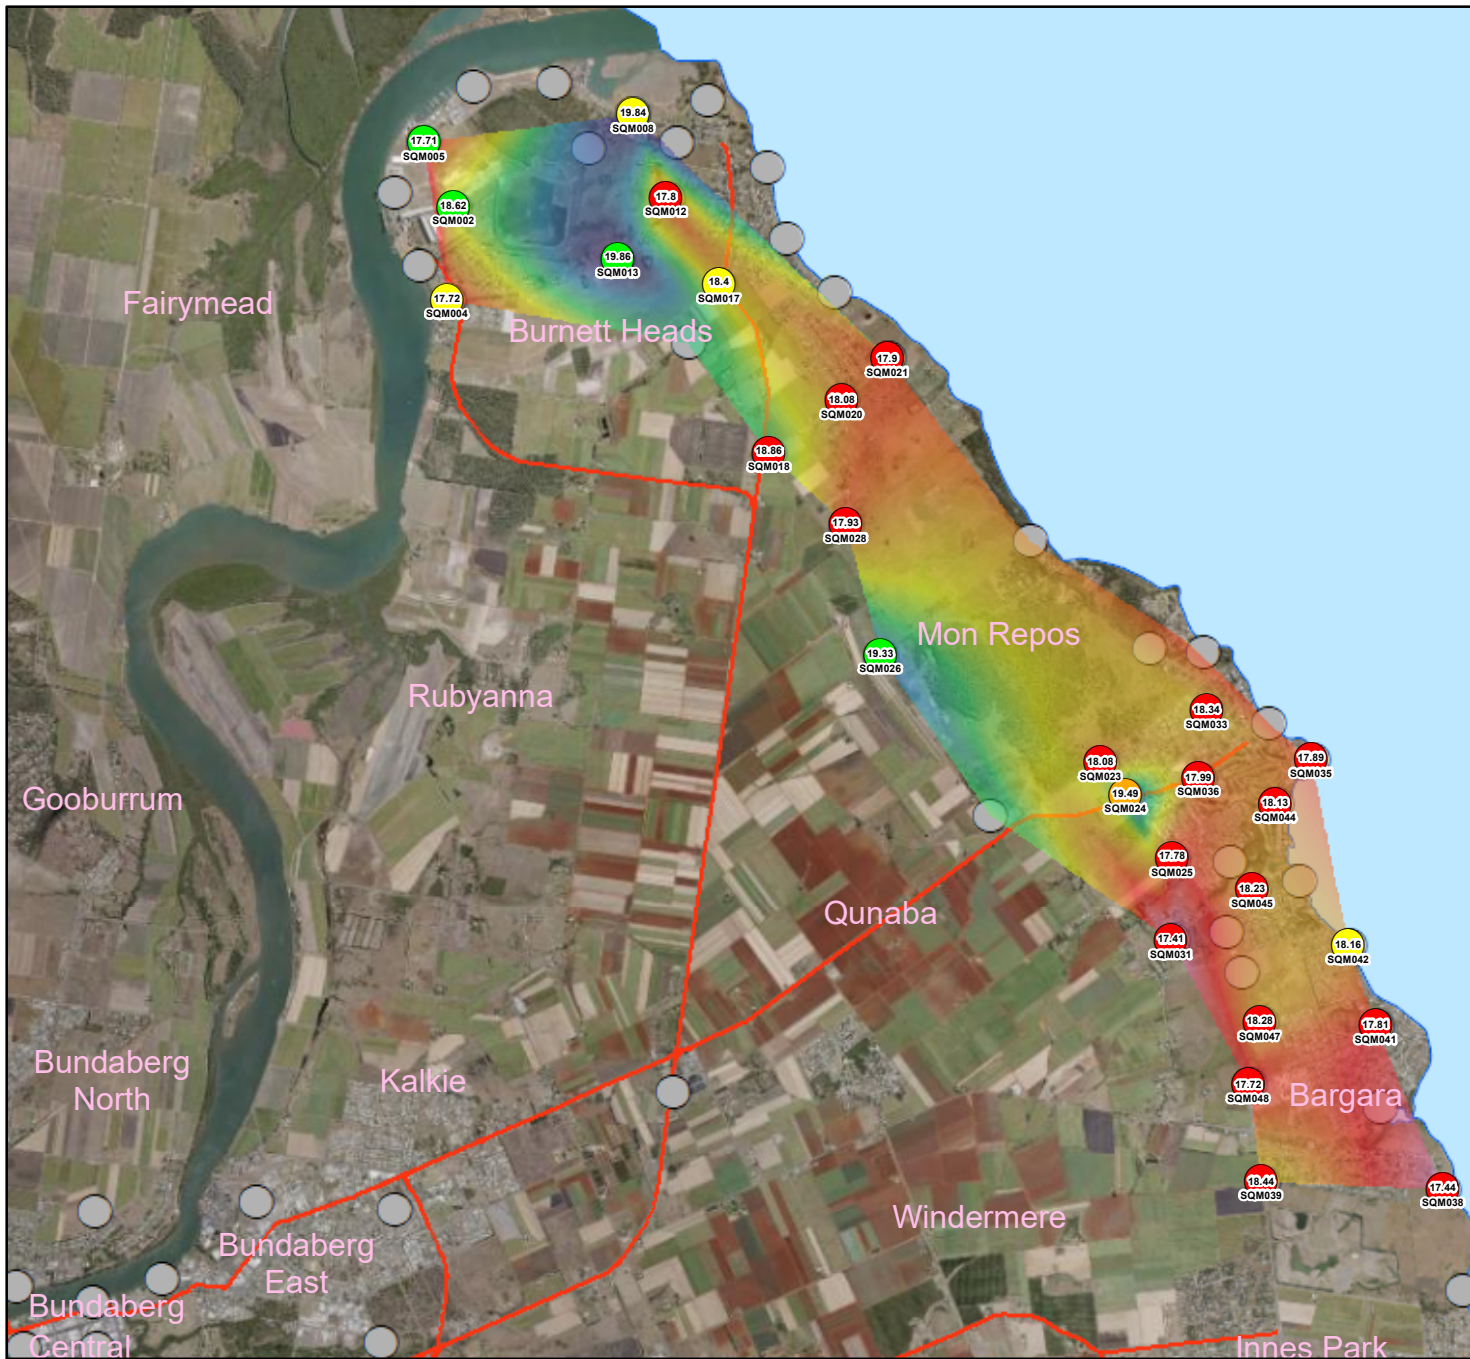 19.84
SQM008
17.71
SQM005
18.62
SQM002
17.8
SQM012
19.86
SQM013
18.4
SQM017
17.72
SQM004
Fairymead
Burnett Heads
17.9
SQM021
18.08
SQM020
18.86
SQM018
17.93
SQM028
Mon Repos
19.33
SQM026
Rubyanna
18.34
SQM033
18.08
SQM023
17.99
SQM036
17.89
SQM035
19.49
SQM024
18.13
SQM044
Gooburrum
17.78
SQM025
18.23
SQM045
Qunaba
17.41
SQM031
18.16
SQM042
18.28
SQM047
17.81
SQM041
Bundaberg
North
Kalkie
17.72
SQM048
Bargara
18.44
SQM039
17.44
SQM038
Windermere
Bundaberg
East
Bundaberg
Central
Innes Park